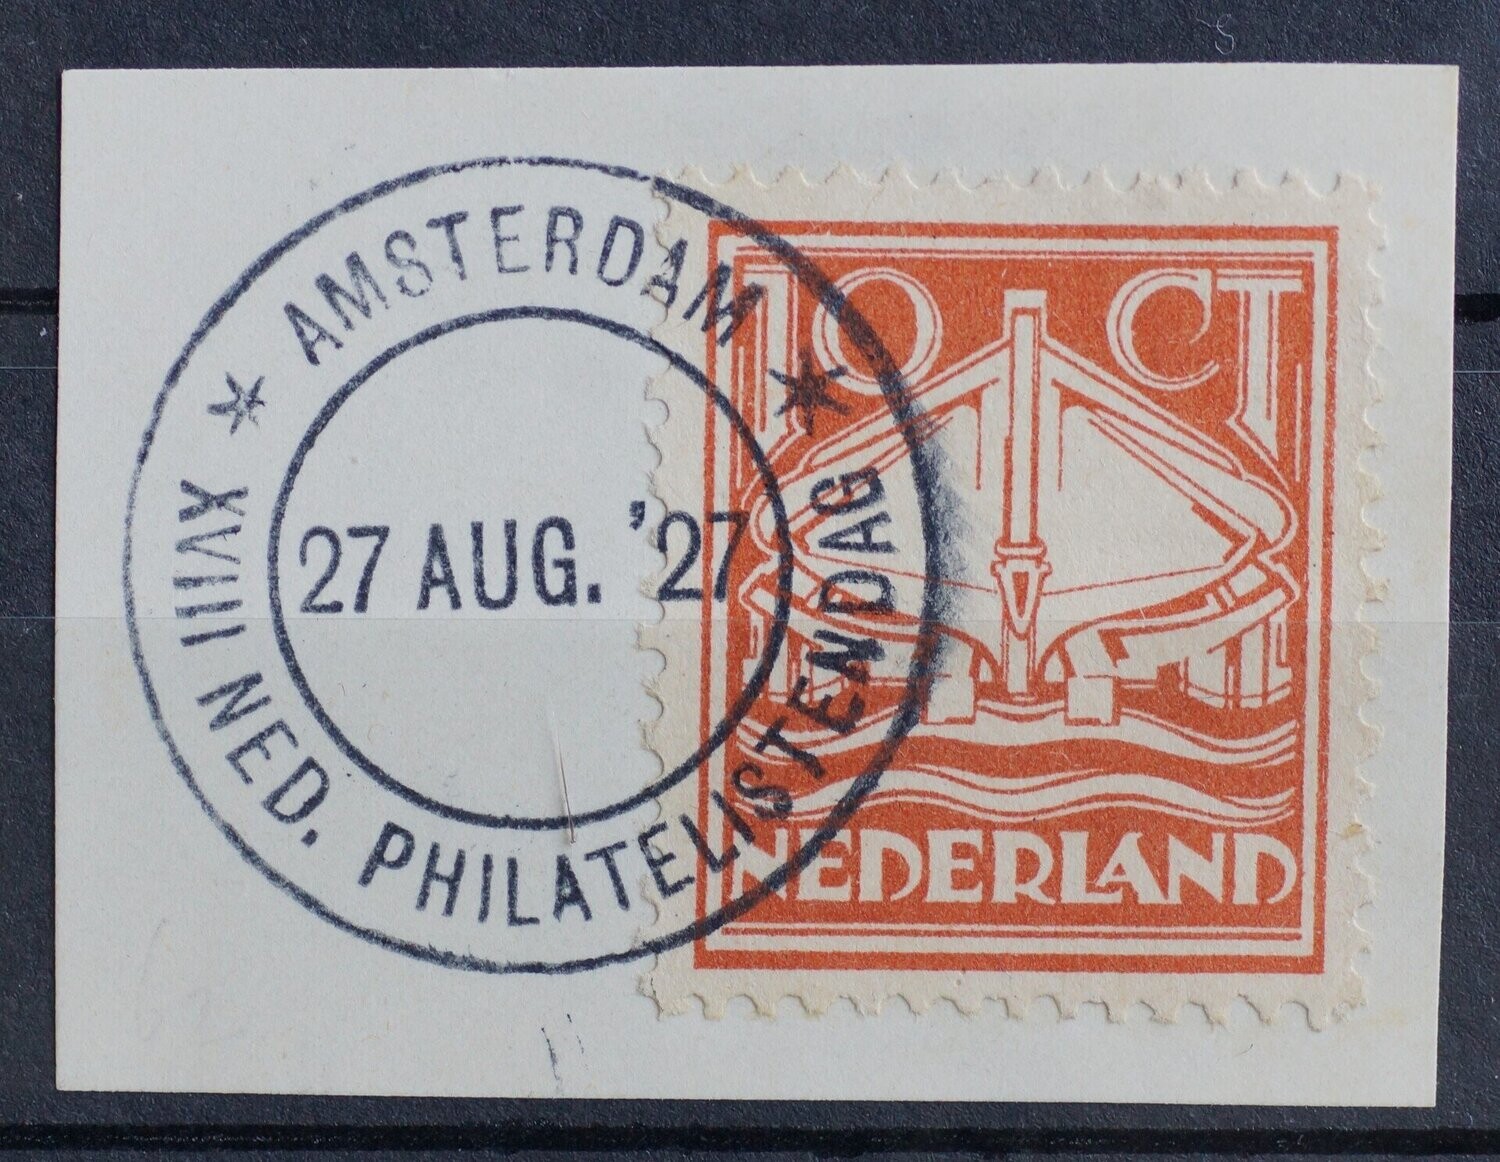 AMSTERDAM
27 AUG. '27
XVIII NED. PHILATELISTENDAG
10 CT
NEDERLAND